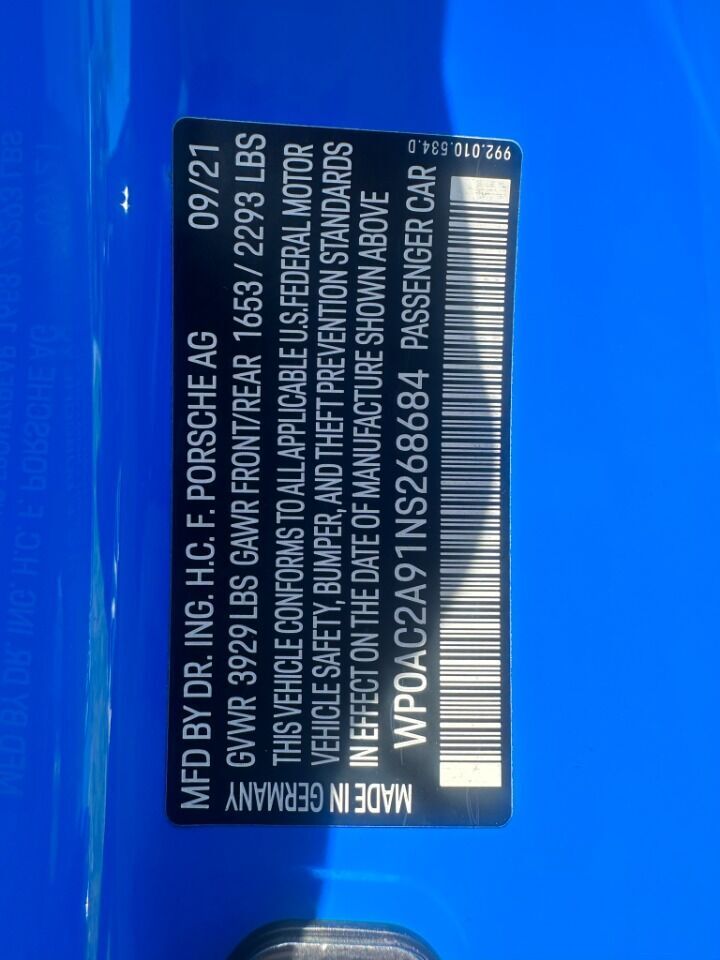 MFD BY DR. ING. H.C. F. PORSCHE AG 09/21
GVWR 3929 LBS GAWR FRONT/REAR 1653 / 2293 LBS
THIS VEHICLE CONFORMS TO ALL APPLICABLE U.S. FEDERAL MOTOR
VEHICLE SAFETY, BUMPER, AND THEFT PREVENTION STANDARDS
IN EFFECT ON THE DATE OF MANUFACTURE SHOWN ABOVE
WP0AC2A91NS268684 PASSENGER CAR
MADE IN GERMANY
992.010.534.D